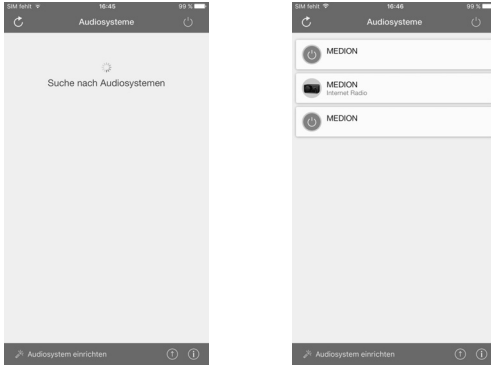 SIM fehlt 16:45 99 %
Audiosysteme
Suche nach Audiosystemen
Audiosystem einrichten
SIM fehlt 16:46 99 %
Audiosysteme
MEDION
MEDION
Internet Radio
MEDION
Audiosystem einrichten